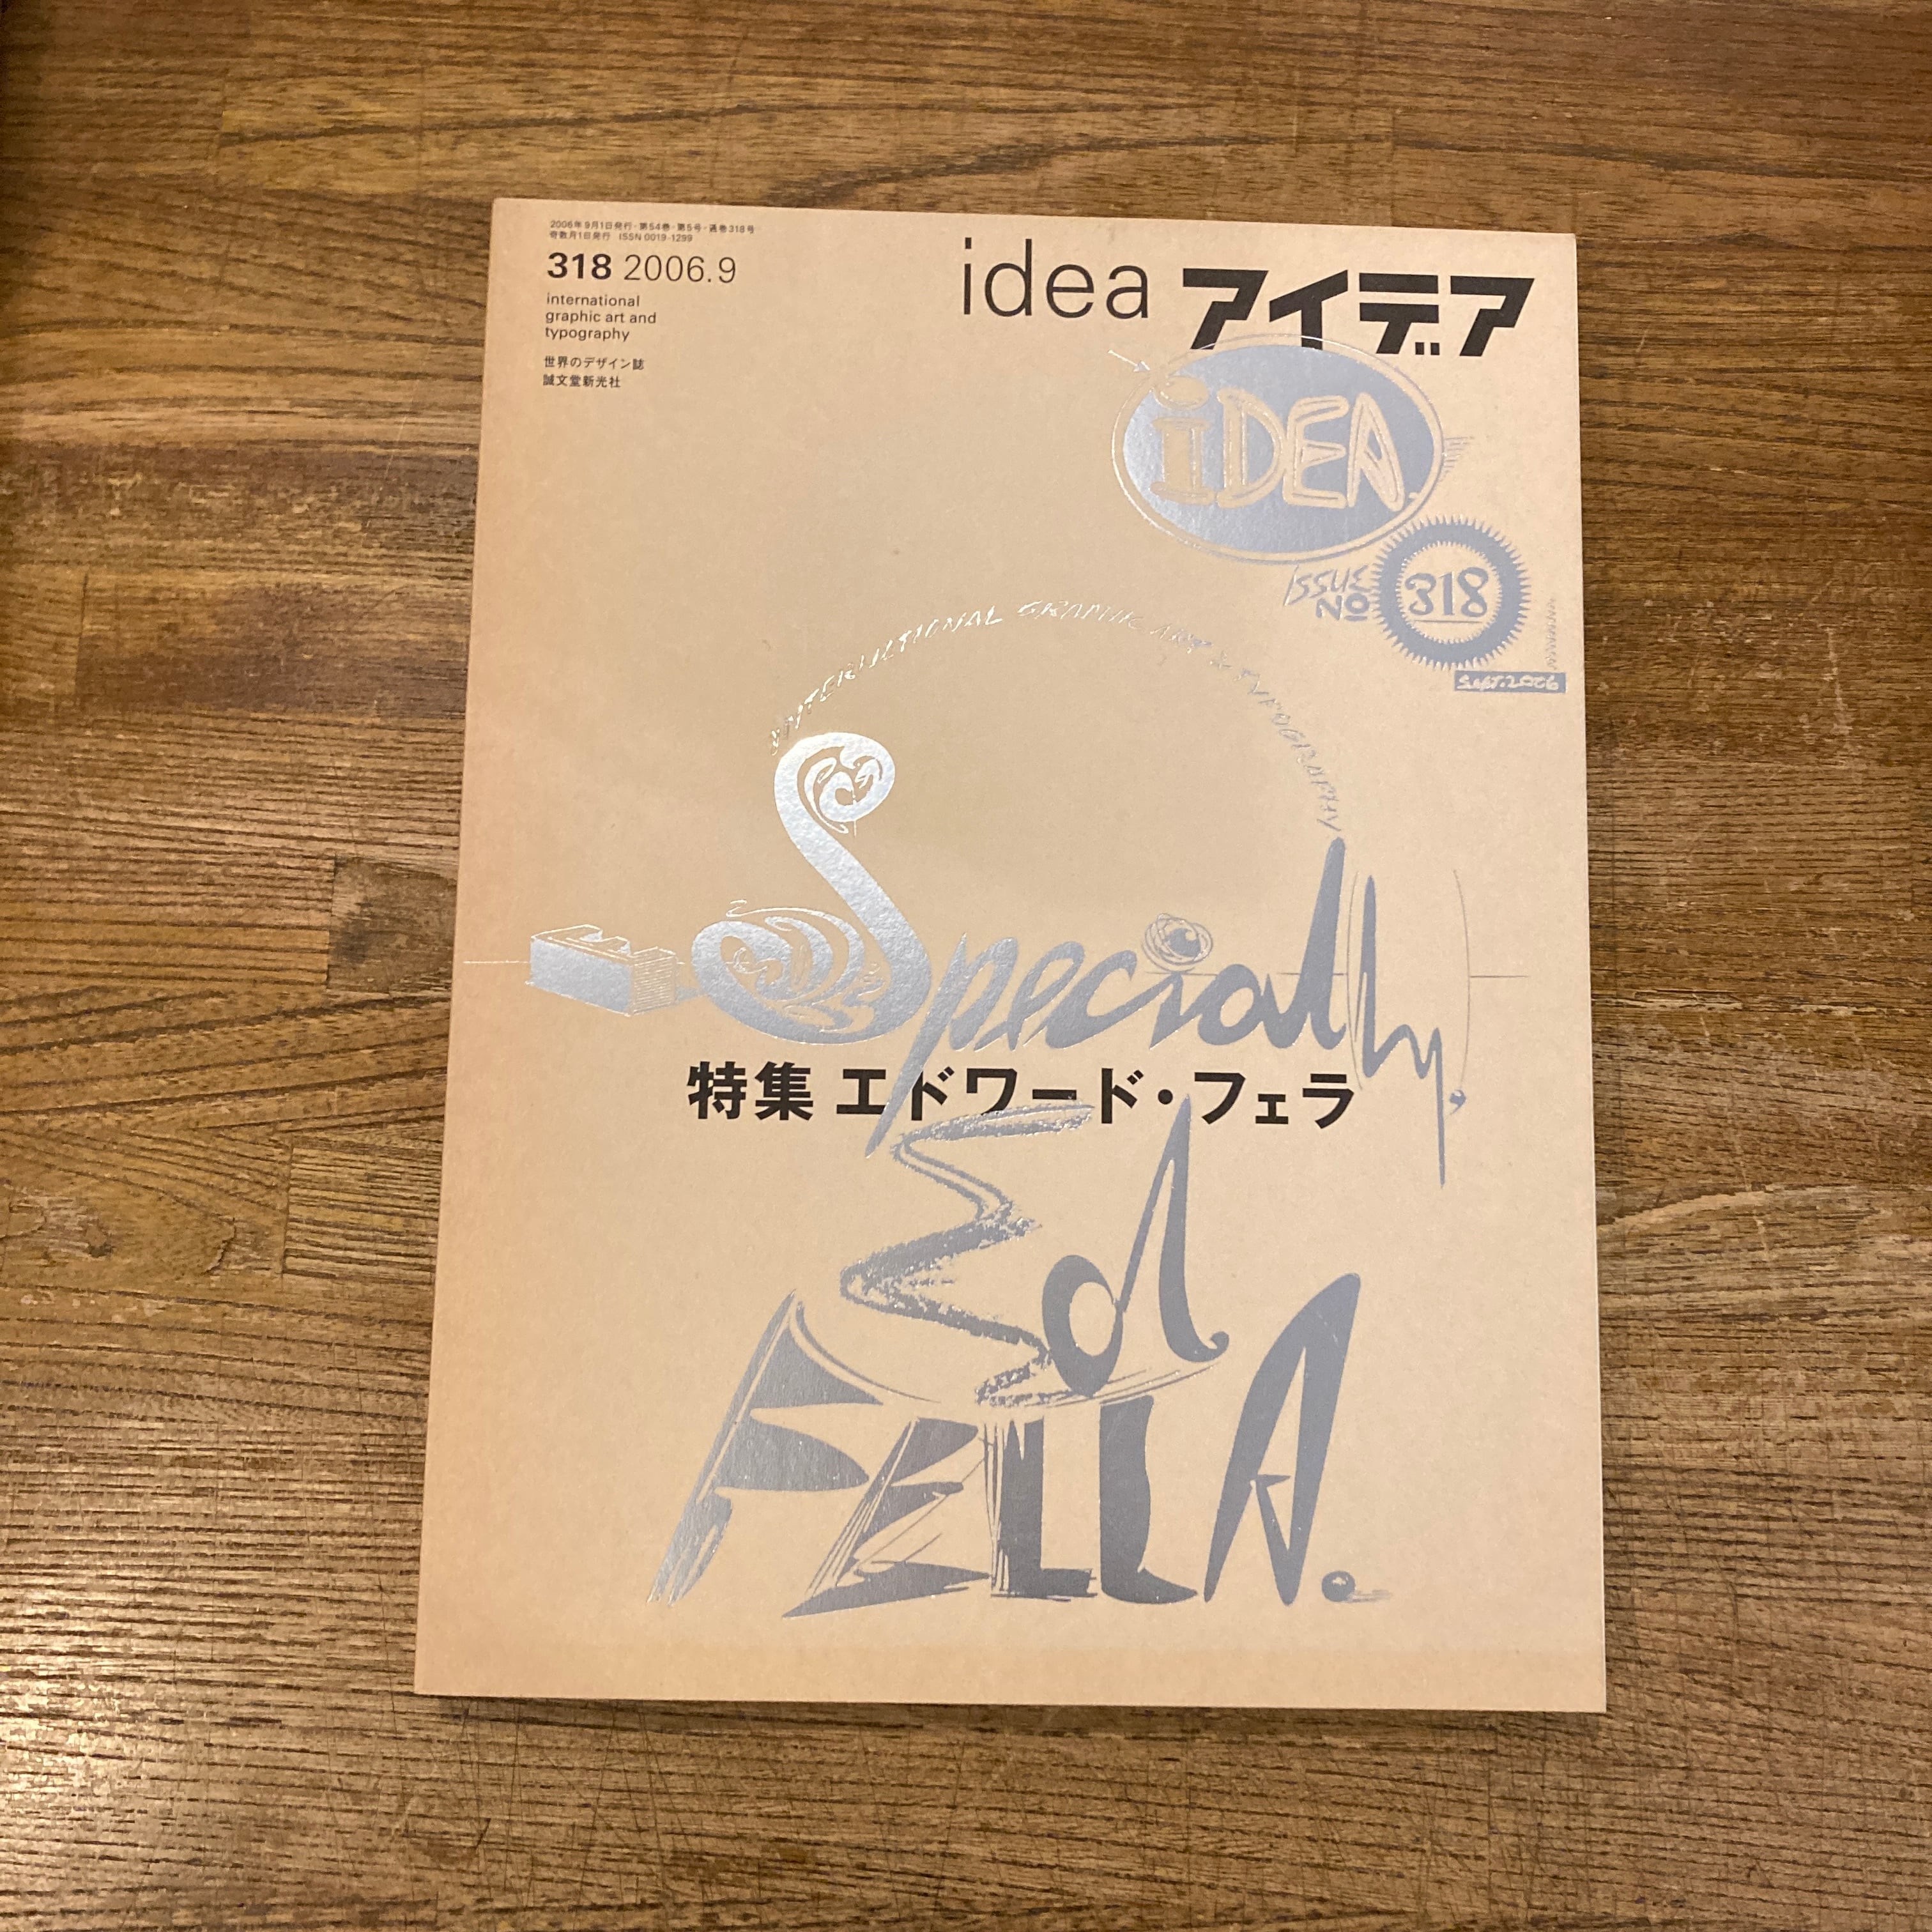 2006年9月1日発行・第54巻・第5号・通巻318号
奇数月1日発行 ISSN 0019-1299
318 2006.9
international
graphic art and
typography
世界のデザイン誌
誠文堂新光社
idea アイデア
iDEA.
ISSUE
NO
318
Sept. 2006
INTERNATIONAL GRAPHIC ART & TYPOGRAPHY
Specially,
特集 エドワード・フェラ
Ed
FELLA.